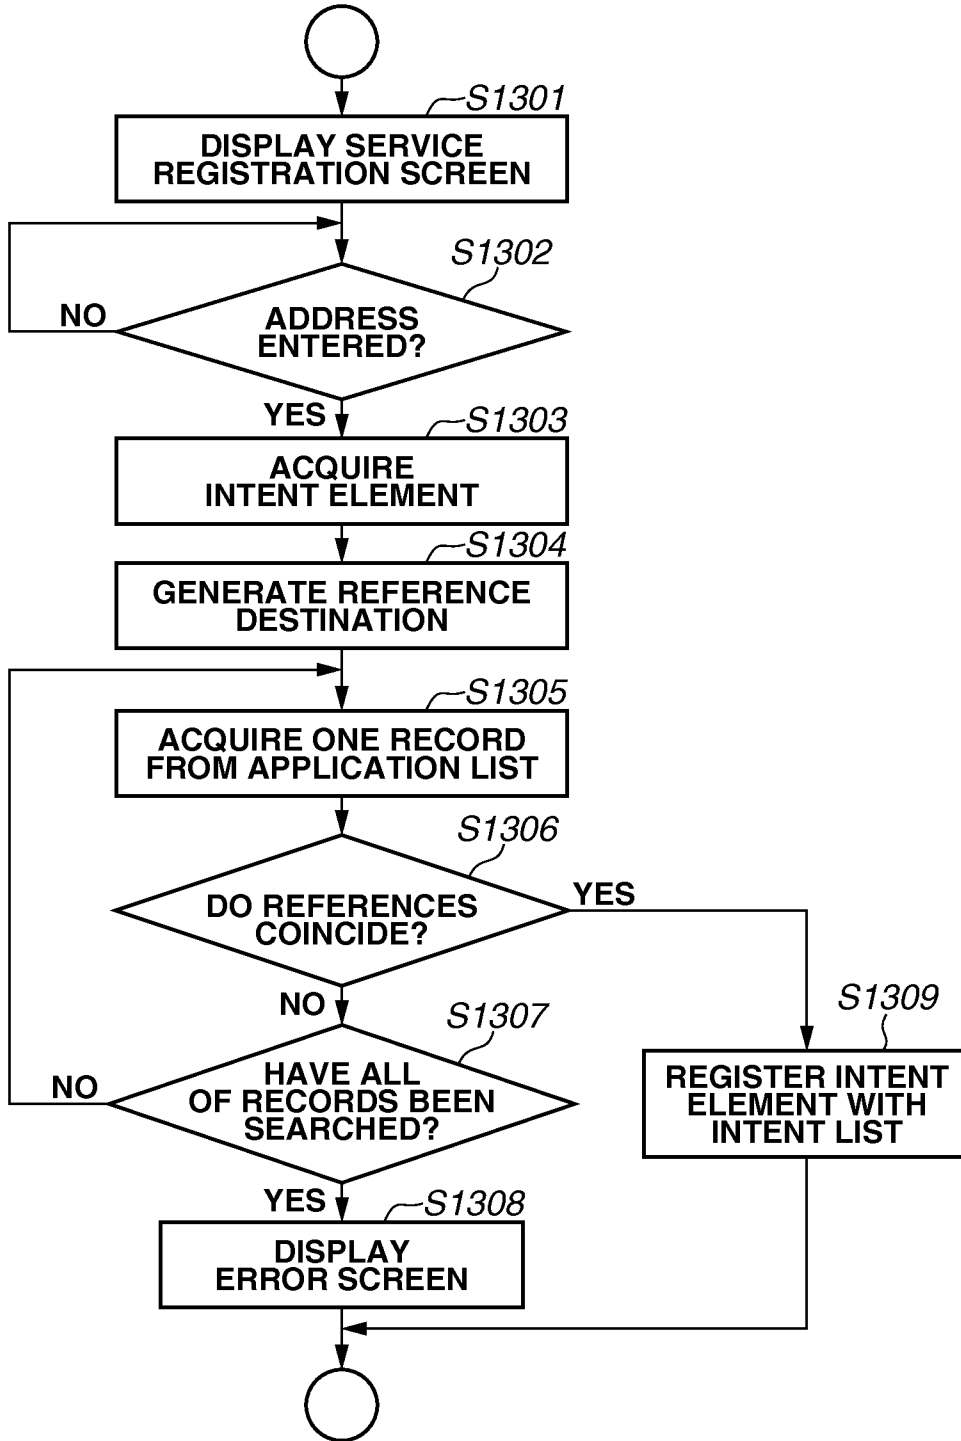 S1301
DISPLAY SERVICE
REGISTRATION SCREEN
S1302
NO
ADDRESS
ENTERED?
YES
S1303
ACQUIRE
INTENT ELEMENT
S1304
GENERATE REFERENCE
DESTINATION
S1305
ACQUIRE ONE RECORD
FROM APPLICATION LIST
S1306
DO REFERENCES
COINCIDE?
YES
NO
S1307
S1309
NO
HAVE ALL
OF RECORDS BEEN
SEARCHED?
REGISTER INTENT
ELEMENT WITH
INTENT LIST
YES
S1308
DISPLAY
ERROR SCREEN